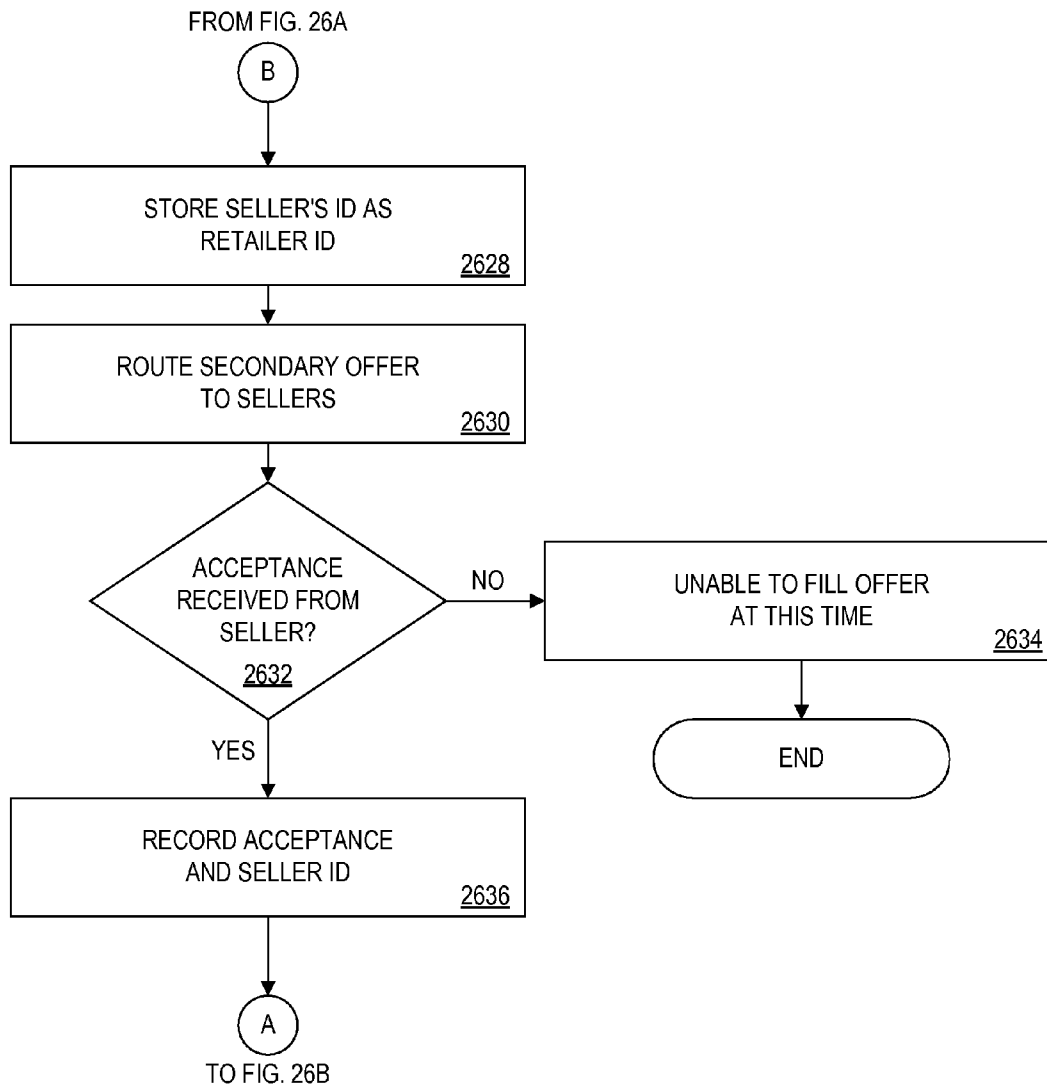 FROM FIG. 26A
B
STORE SELLER'S ID AS
RETAILER ID
2628
ROUTE SECONDARY OFFER
TO SELLERS
2630
ACCEPTANCE
RECEIVED FROM
SELLER?
2632
NO
UNABLE TO FILL OFFER
AT THIS TIME
2634
END
YES
RECORD ACCEPTANCE
AND SELLER ID
2636
A
TO FIG. 26B